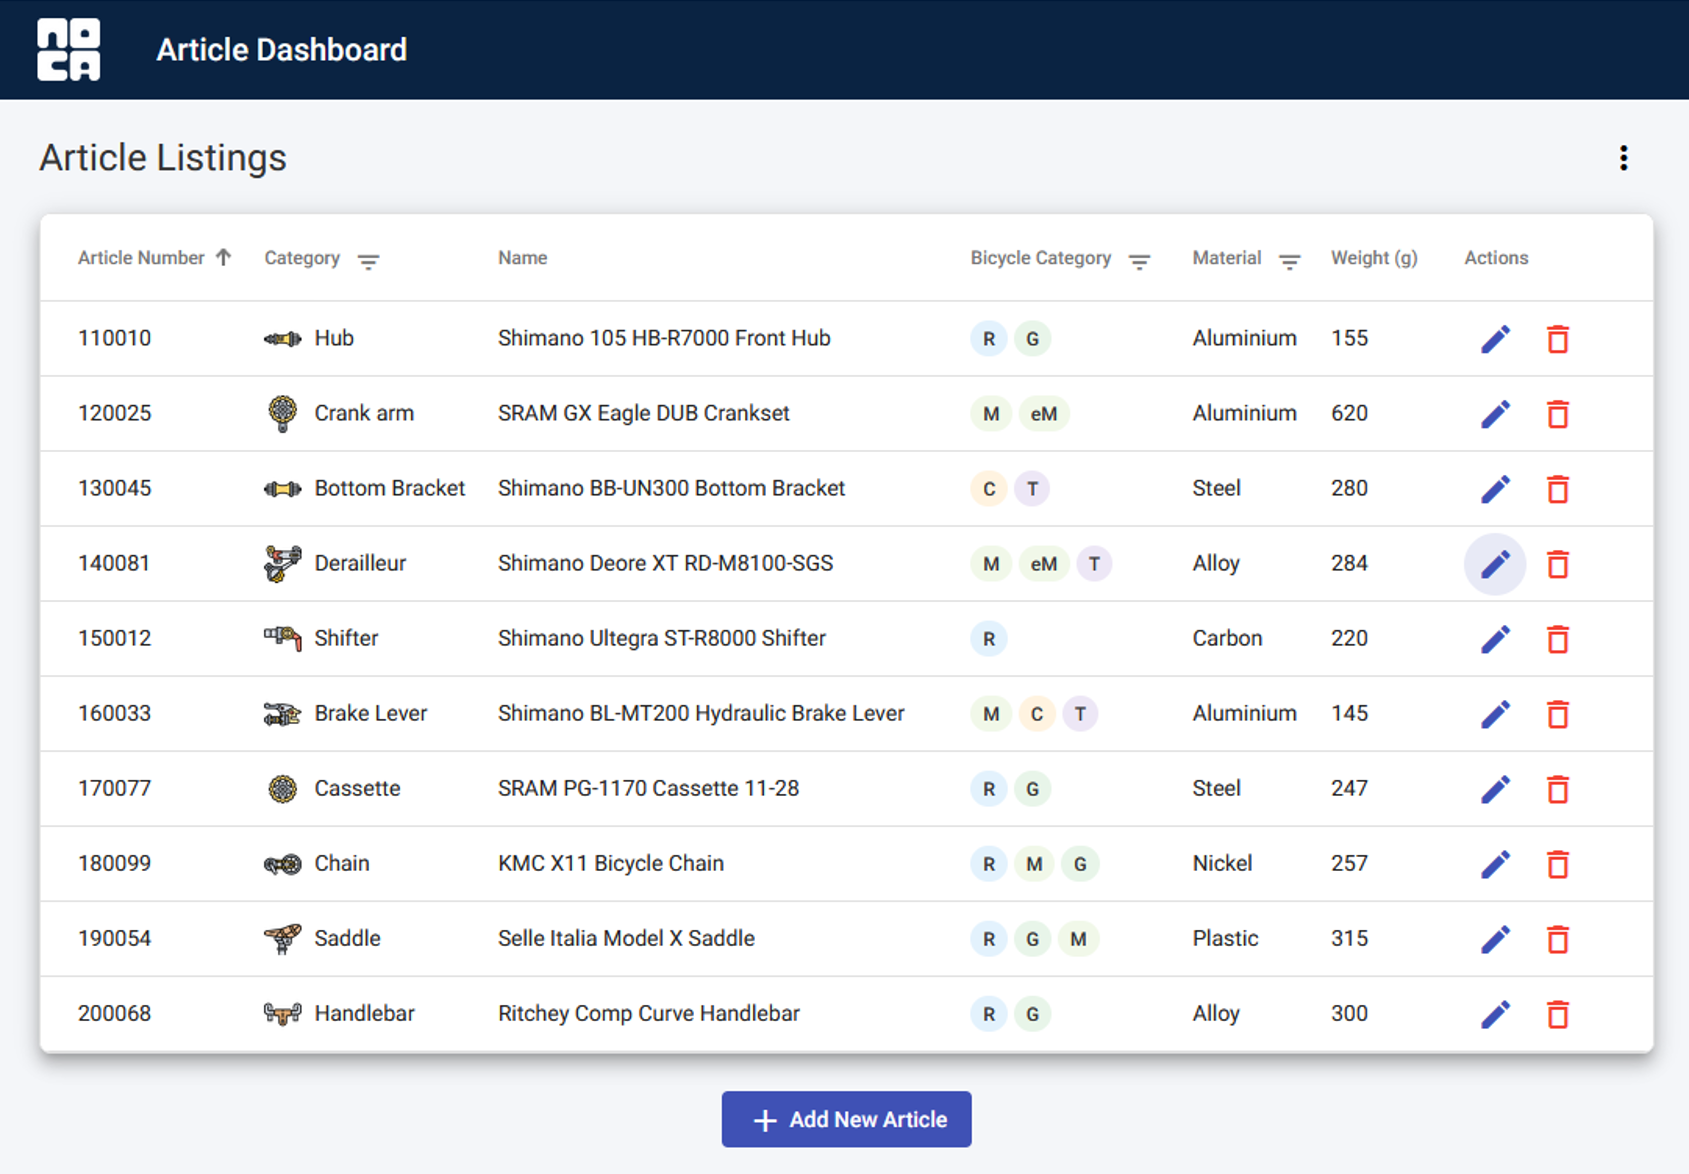 NOCA
Article Dashboard
Article Listings
Article Number Category Name Bicycle Category Material Weight (g) Actions
110010 Hub Shimano 105 HB-R7000 Front Hub R G Aluminium 155
120025 Crank arm SRAM GX Eagle DUB Crankset M eM Aluminium 620
130045 Bottom Bracket Shimano BB-UN300 Bottom Bracket C T Steel 280
140081 Derailleur Shimano Deore XT RD-M8100-SGS M eM T Alloy 284
150012 Shifter Shimano Ultegra ST-R8000 Shifter R Carbon 220
160033 Brake Lever Shimano BL-MT200 Hydraulic Brake Lever M C T Aluminium 145
170077 Cassette SRAM PG-1170 Cassette 11-28 R G Steel 247
180099 Chain KMC X11 Bicycle Chain R M G Nickel 257
190054 Saddle Selle Italia Model X Saddle R G M Plastic 315
200068 Handlebar Ritchey Comp Curve Handlebar R G Alloy 300
Add New Article